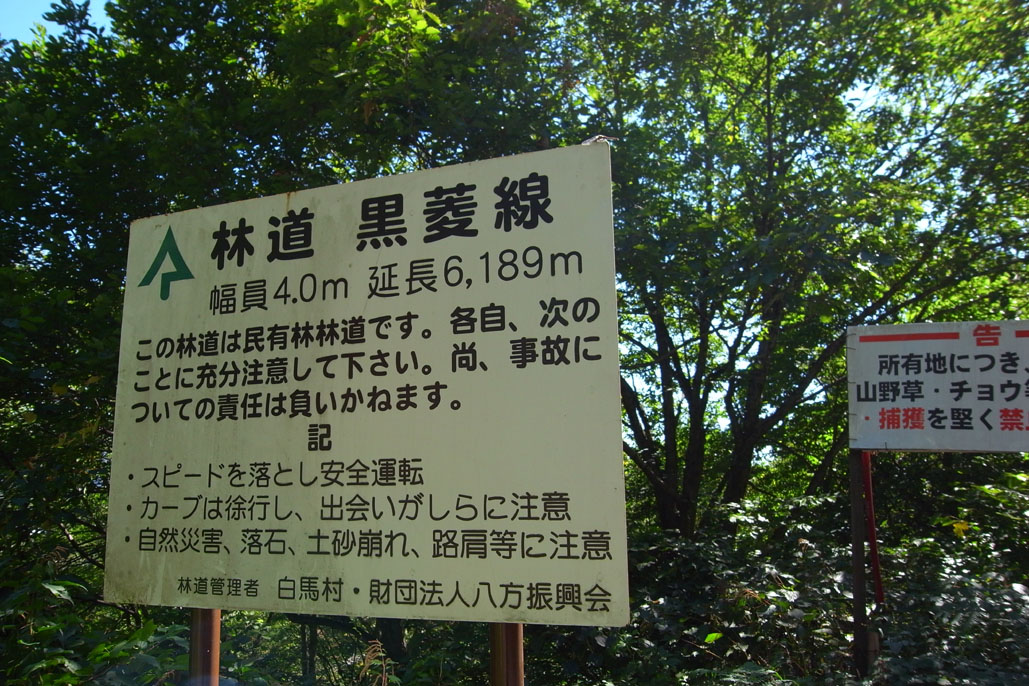 林道 黒菱線
幅員4.0m 延長6,189m
この林道は民有林林道です。各自、次の
ことに充分注意して下さい。尚、事故に
ついての責任は負いかねます。
記
・スピードを落とし安全運転
・カーブは徐行し、出会いがしらに注意
・自然災害、落石、土砂崩れ、路肩等に注意
林道管理者 白馬村・財団法人八方振興会
告
所有地につき、
山野草・チョウ
・捕獲を堅く禁